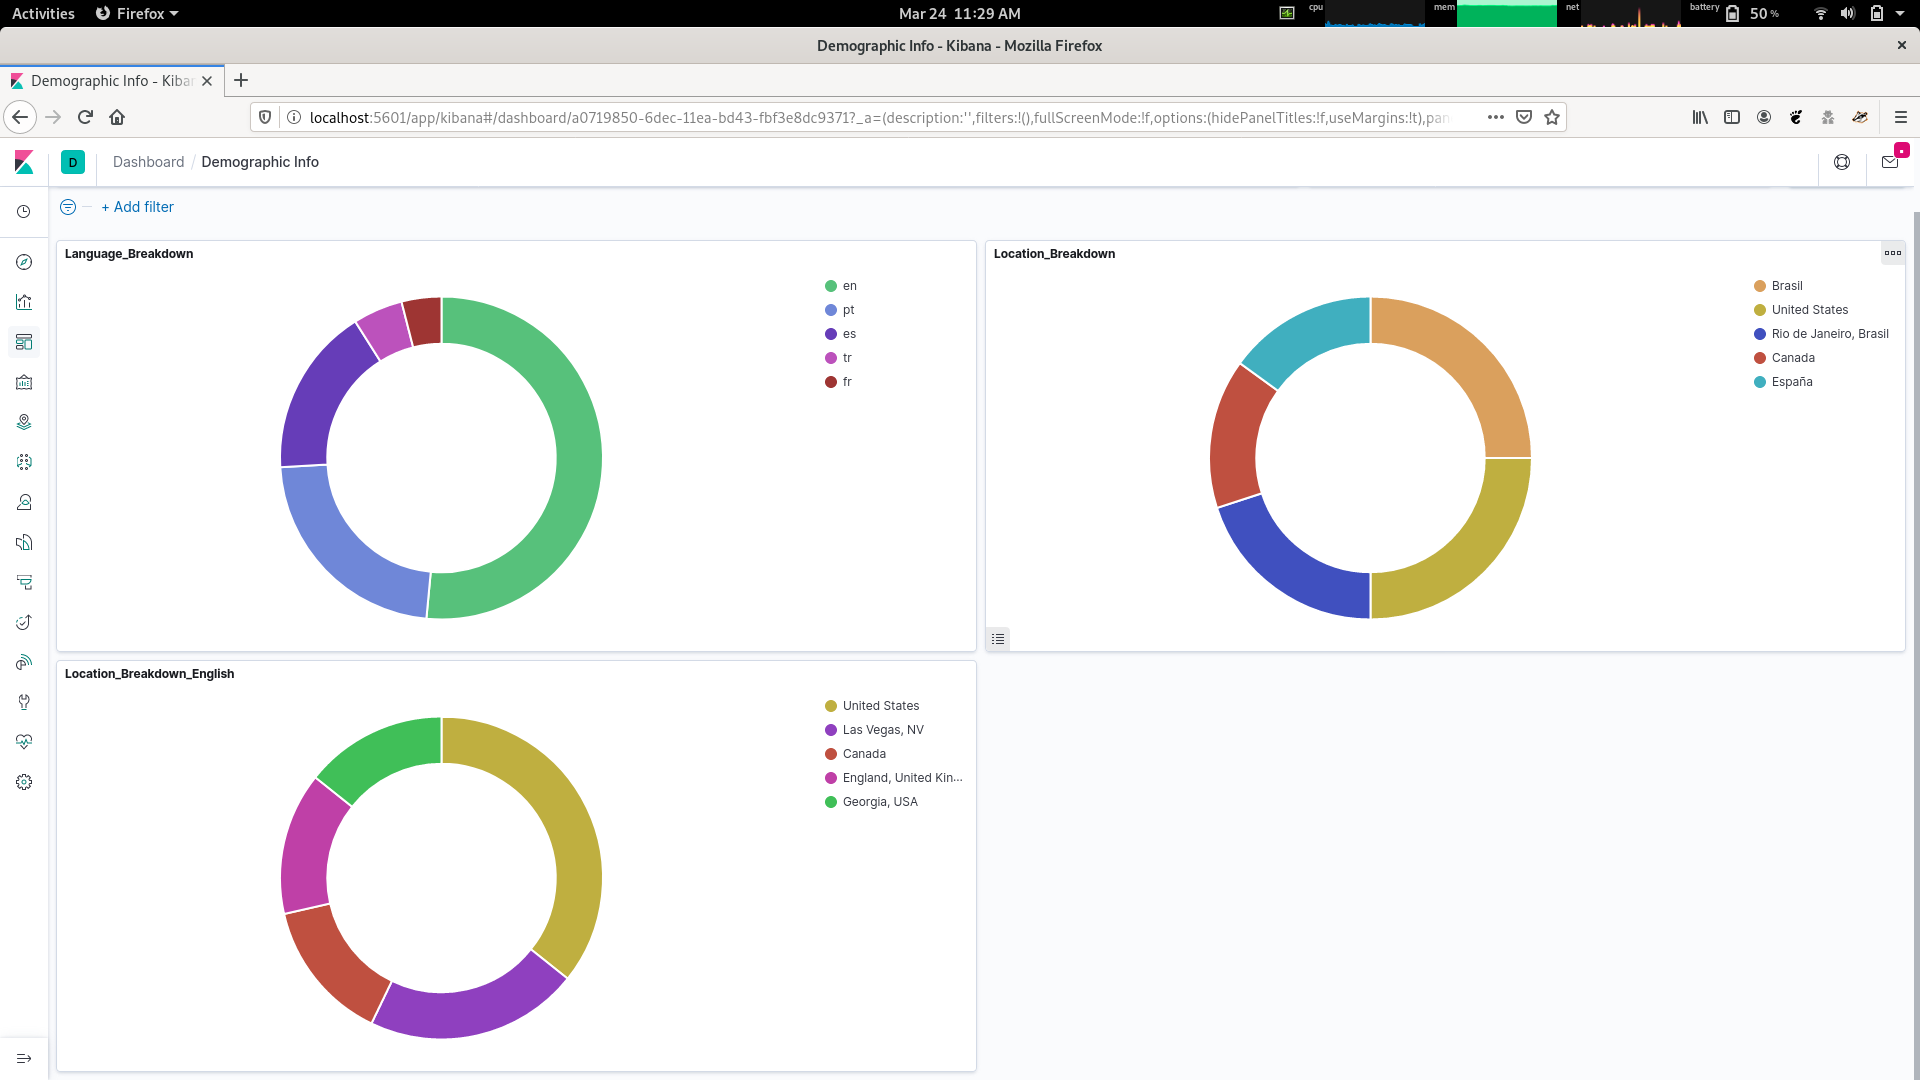 Activities Firefox Mar 24 11:29 AM cpu mem net battery 50 %
Demographic Info - Kibana - Mozilla Firefox
Demographic Info - Kiba
localhost:5601/app/kibana#/dashboard/a0719850-6dec-11ea-bd43-fbf3e8dc9371?_a=(description:'',filters:!(),fullScreenMode:!f,options:(hidePanelTitles:!f,useMargins:!t),pan
D Dashboard / Demographic Info
+ Add filter
Language_Breakdown
en
pt
es
tr
fr
Location_Breakdown
Brasil
United States
Rio de Janeiro, Brasil
Canada
España
Location_Breakdown_English
United States
Las Vegas, NV
Canada
England, United Kin...
Georgia, USA